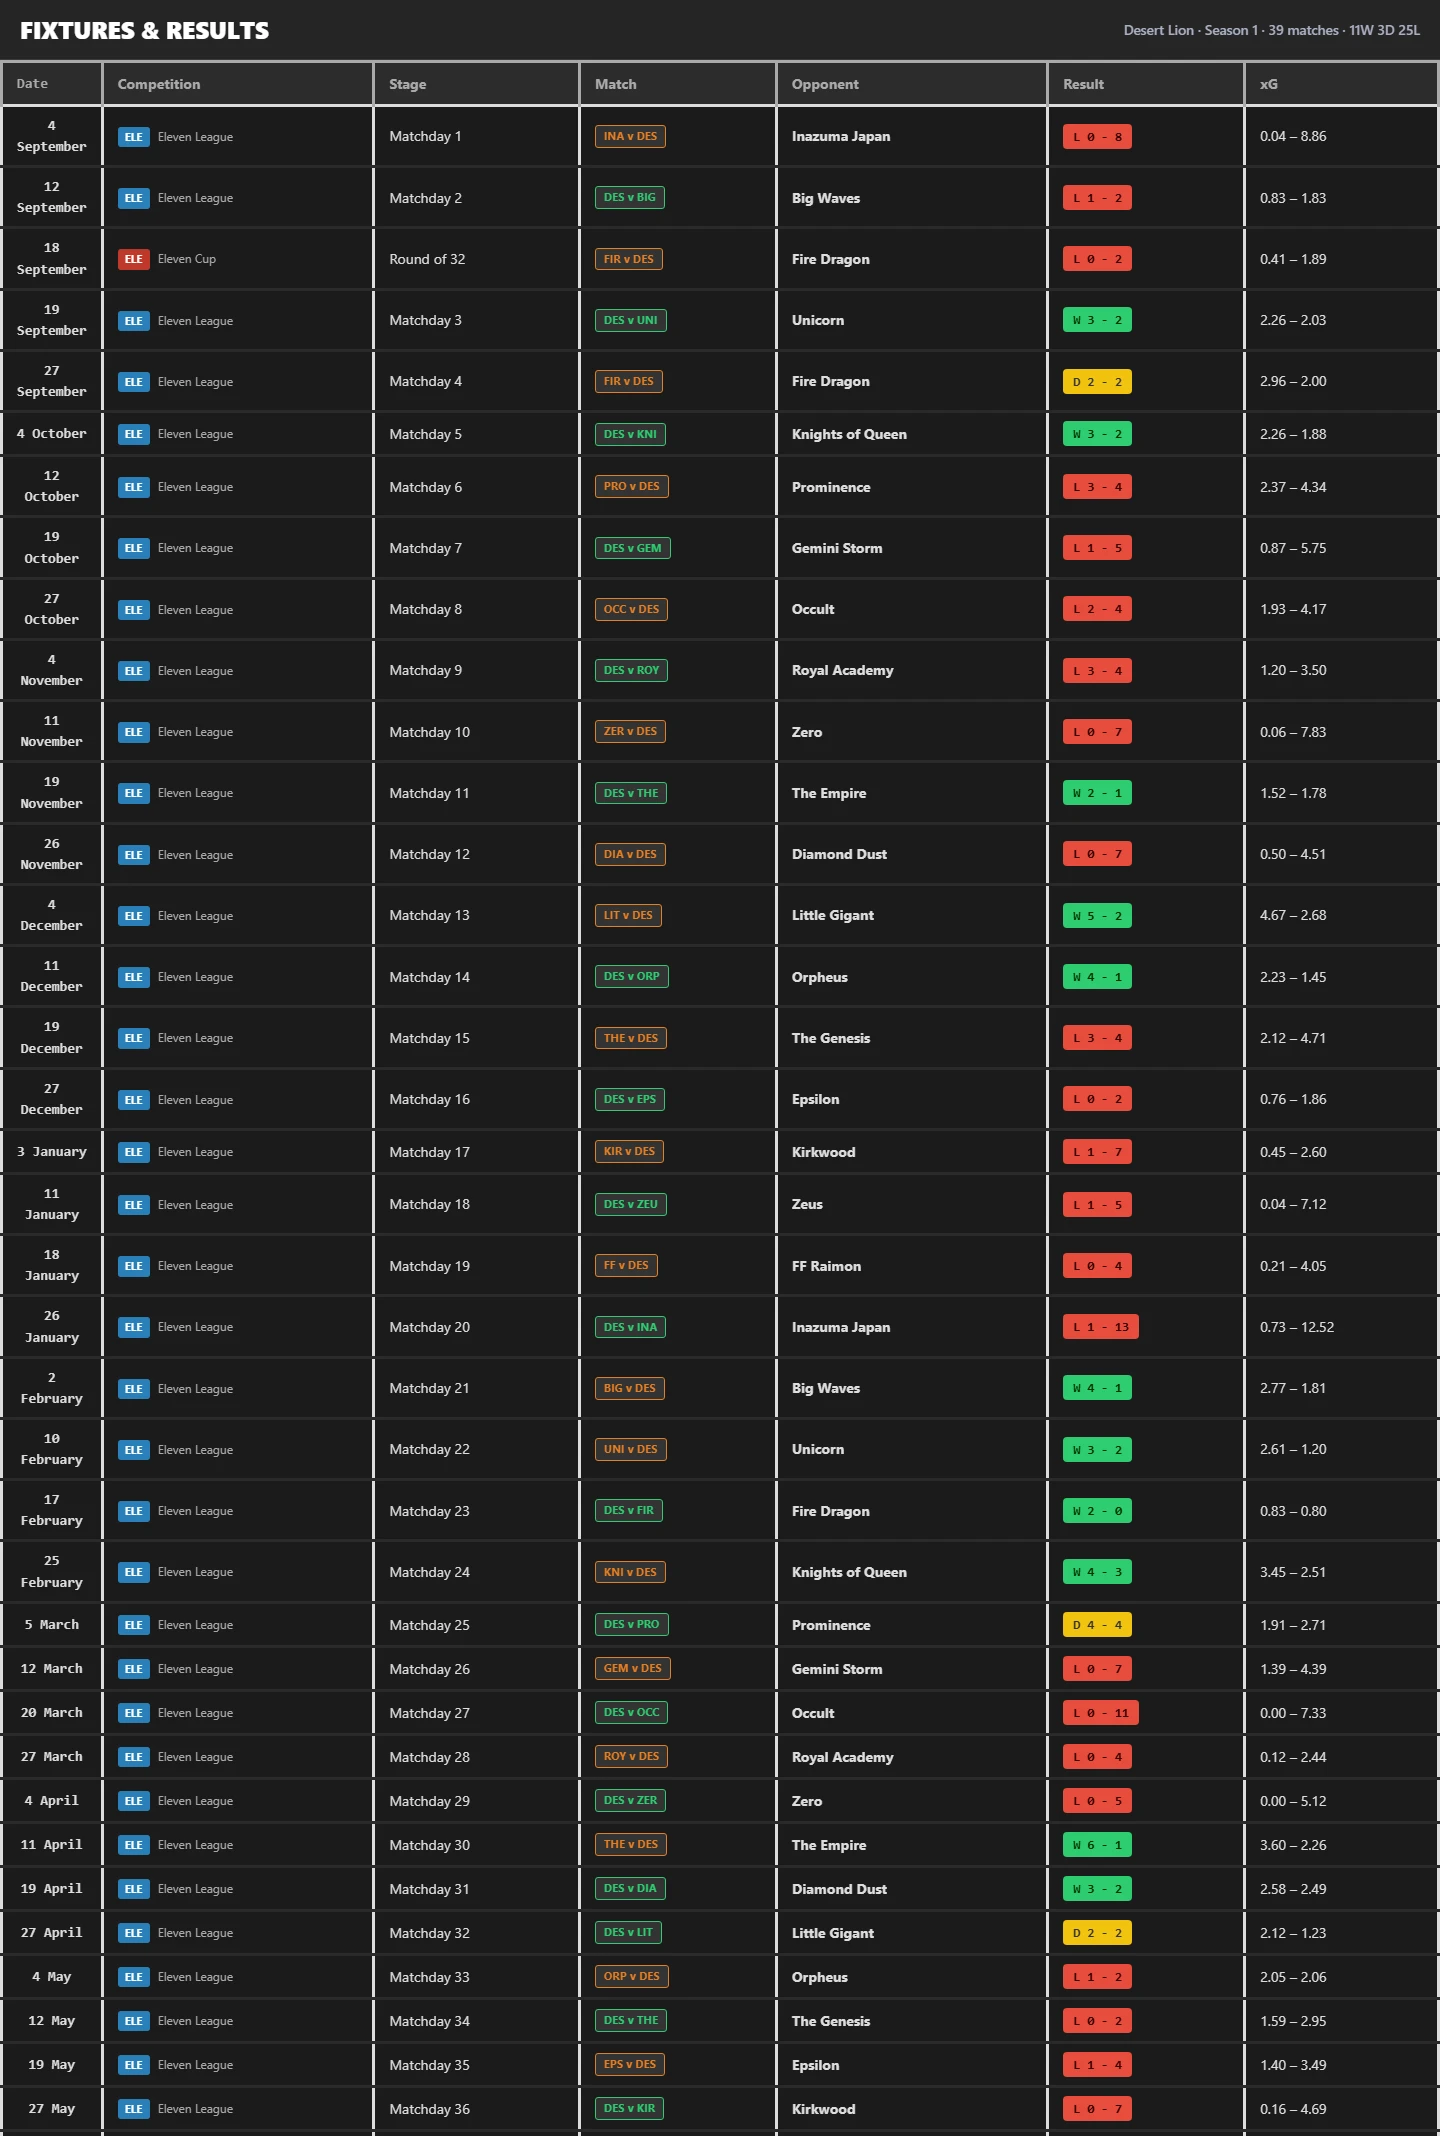 FIXTURES & RESULTS
Desert Lion · Season 1 · 39 matches · 11W 3D 25L
Date Competition Stage Match Opponent Result xG
4 September ELE Eleven League Matchday 1 INA v DES Inazuma Japan L 0 - 8 0.04 – 8.86
12 September ELE Eleven League Matchday 2 DES v BIG Big Waves L 1 - 2 0.83 – 1.83
18 September ELE Eleven Cup Round of 32 FIR v DES Fire Dragon L 0 - 2 0.41 – 1.89
19 September ELE Eleven League Matchday 3 DES v UNI Unicorn W 3 - 2 2.26 – 2.03
27 September ELE Eleven League Matchday 4 FIR v DES Fire Dragon D 2 - 2 2.96 – 2.00
4 October ELE Eleven League Matchday 5 DES v KNI Knights of Queen W 3 - 2 2.26 – 1.88
12 October ELE Eleven League Matchday 6 PRO v DES Prominence L 3 - 4 2.37 – 4.34
19 October ELE Eleven League Matchday 7 DES v GEM Gemini Storm L 1 - 5 0.87 – 5.75
27 October ELE Eleven League Matchday 8 OCC v DES Occult L 2 - 4 1.93 – 4.17
4 November ELE Eleven League Matchday 9 DES v ROY Royal Academy L 3 - 4 1.20 – 3.50
11 November ELE Eleven League Matchday 10 ZER v DES Zero L 0 - 7 0.06 – 7.83
19 November ELE Eleven League Matchday 11 DES v THE The Empire W 2 - 1 1.52 – 1.78
26 November ELE Eleven League Matchday 12 DIA v DES Diamond Dust L 0 - 7 0.50 – 4.51
4 December ELE Eleven League Matchday 13 LIT v DES Little Gigant W 5 - 2 4.67 – 2.68
11 December ELE Eleven League Matchday 14 DES v ORP Orpheus W 4 - 1 2.23 – 1.45
19 December ELE Eleven League Matchday 15 THE v DES The Genesis L 3 - 4 2.12 – 4.71
27 December ELE Eleven League Matchday 16 DES v EPS Epsilon L 0 - 2 0.76 – 1.86
3 January ELE Eleven League Matchday 17 KIR v DES Kirkwood L 1 - 7 0.45 – 2.60
11 January ELE Eleven League Matchday 18 DES v ZEU Zeus L 1 - 5 0.04 – 7.12
18 January ELE Eleven League Matchday 19 FF v DES FF Raimon L 0 - 4 0.21 – 4.05
26 January ELE Eleven League Matchday 20 DES v INA Inazuma Japan L 1 - 13 0.73 – 12.52
2 February ELE Eleven League Matchday 21 BIG v DES Big Waves W 4 - 1 2.77 – 1.81
10 February ELE Eleven League Matchday 22 UNI v DES Unicorn W 3 - 2 2.61 – 1.20
17 February ELE Eleven League Matchday 23 DES v FIR Fire Dragon W 2 - 0 0.83 – 0.80
25 February ELE Eleven League Matchday 24 KNI v DES Knights of Queen W 4 - 3 3.45 – 2.51
5 March ELE Eleven League Matchday 25 DES v PRO Prominence D 4 - 4 1.91 – 2.71
12 March ELE Eleven League Matchday 26 GEM v DES Gemini Storm L 0 - 7 1.39 – 4.39
20 March ELE Eleven League Matchday 27 DES v OCC Occult L 0 - 11 0.00 – 7.33
27 March ELE Eleven League Matchday 28 ROY v DES Royal Academy L 0 - 4 0.12 – 2.44
4 April ELE Eleven League Matchday 29 DES v ZER Zero L 0 - 5 0.00 – 5.12
11 April ELE Eleven League Matchday 30 THE v DES The Empire W 6 - 1 3.60 – 2.26
19 April ELE Eleven League Matchday 31 DES v DIA Diamond Dust W 3 - 2 2.58 – 2.49
27 April ELE Eleven League Matchday 32 DES v LIT Little Gigant D 2 - 2 2.12 – 1.23
4 May ELE Eleven League Matchday 33 ORP v DES Orpheus L 1 - 2 2.05 – 2.06
12 May ELE Eleven League Matchday 34 DES v THE The Genesis L 0 - 2 1.59 – 2.95
19 May ELE Eleven League Matchday 35 EPS v DES Epsilon L 1 - 4 1.40 – 3.49
27 May ELE Eleven League Matchday 36 DES v KIR Kirkwood L 0 - 7 0.16 – 4.69